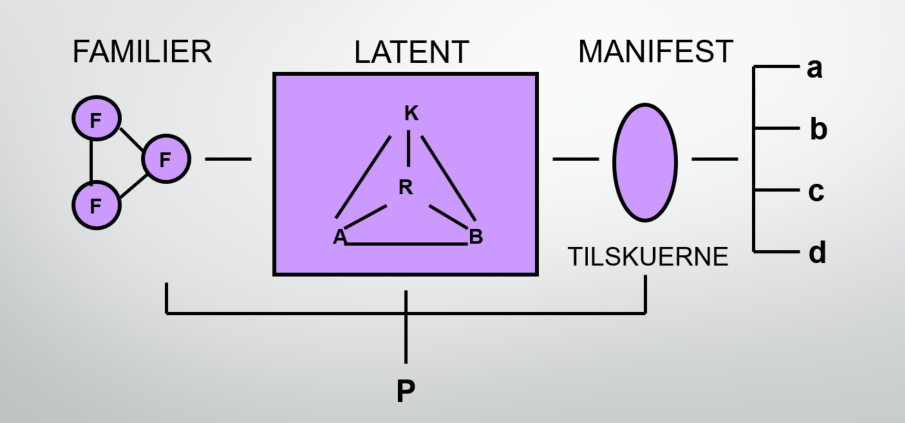 FAMILIER
LATENT
MANIFEST
a
F
K
b
F
R
F
c
A
B
TILSKUERNE
d
P